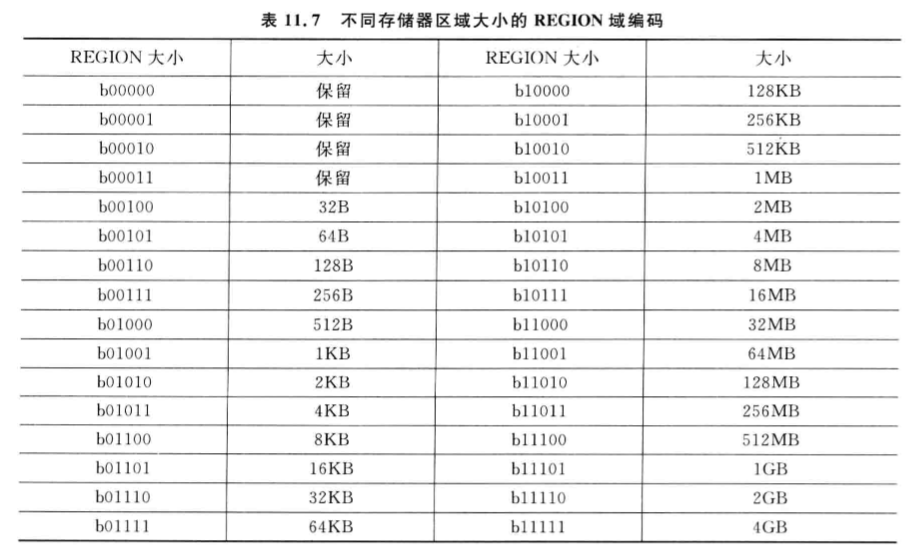 表 11.7 不同存储器区域大小的 REGION 域编码
REGION 大小 大小 REGION 大小 大小
b00000 保留 b10000 128KB
b00001 保留 b10001 256KB
b00010 保留 b10010 512KB
b00011 保留 b10011 1MB
b00100 32B b10100 2MB
b00101 64B b10101 4MB
b00110 128B b10110 8MB
b00111 256B b10111 16MB
b01000 512B b11000 32MB
b01001 1KB b11001 64MB
b01010 2KB b11010 128MB
b01011 4KB b11011 256MB
b01100 8KB b11100 512MB
b01101 16KB b11101 1GB
b01110 32KB b11110 2GB
b01111 64KB b11111 4GB